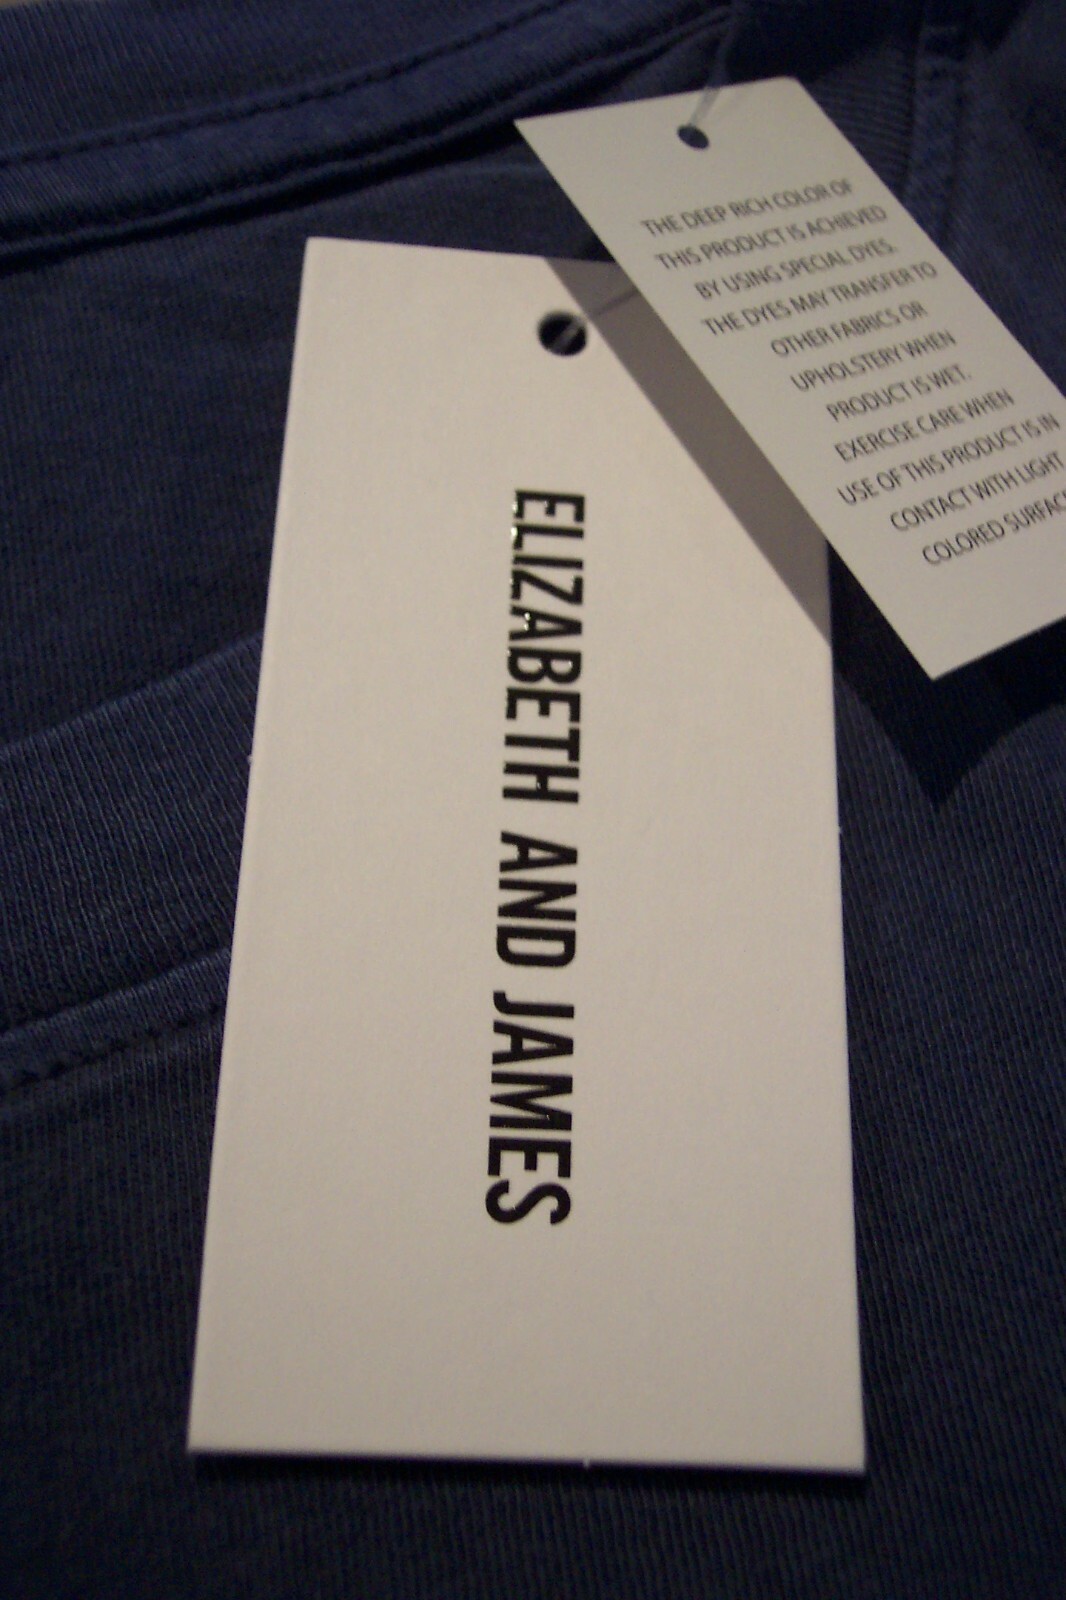 ELIZABETH AND JAMES
THE DEEP RICH COLOR OF
THIS PRODUCT IS ACHIEVED
BY USING SPECIAL DYES.
THE DYES MAY TRANSFER TO
OTHER FABRICS OR
UPHOLSTERY WHEN
PRODUCT IS WET.
EXERCISE CARE WHEN
USE OF THIS PRODUCT IS IN
CONTACT WITH LIGHT
COLORED